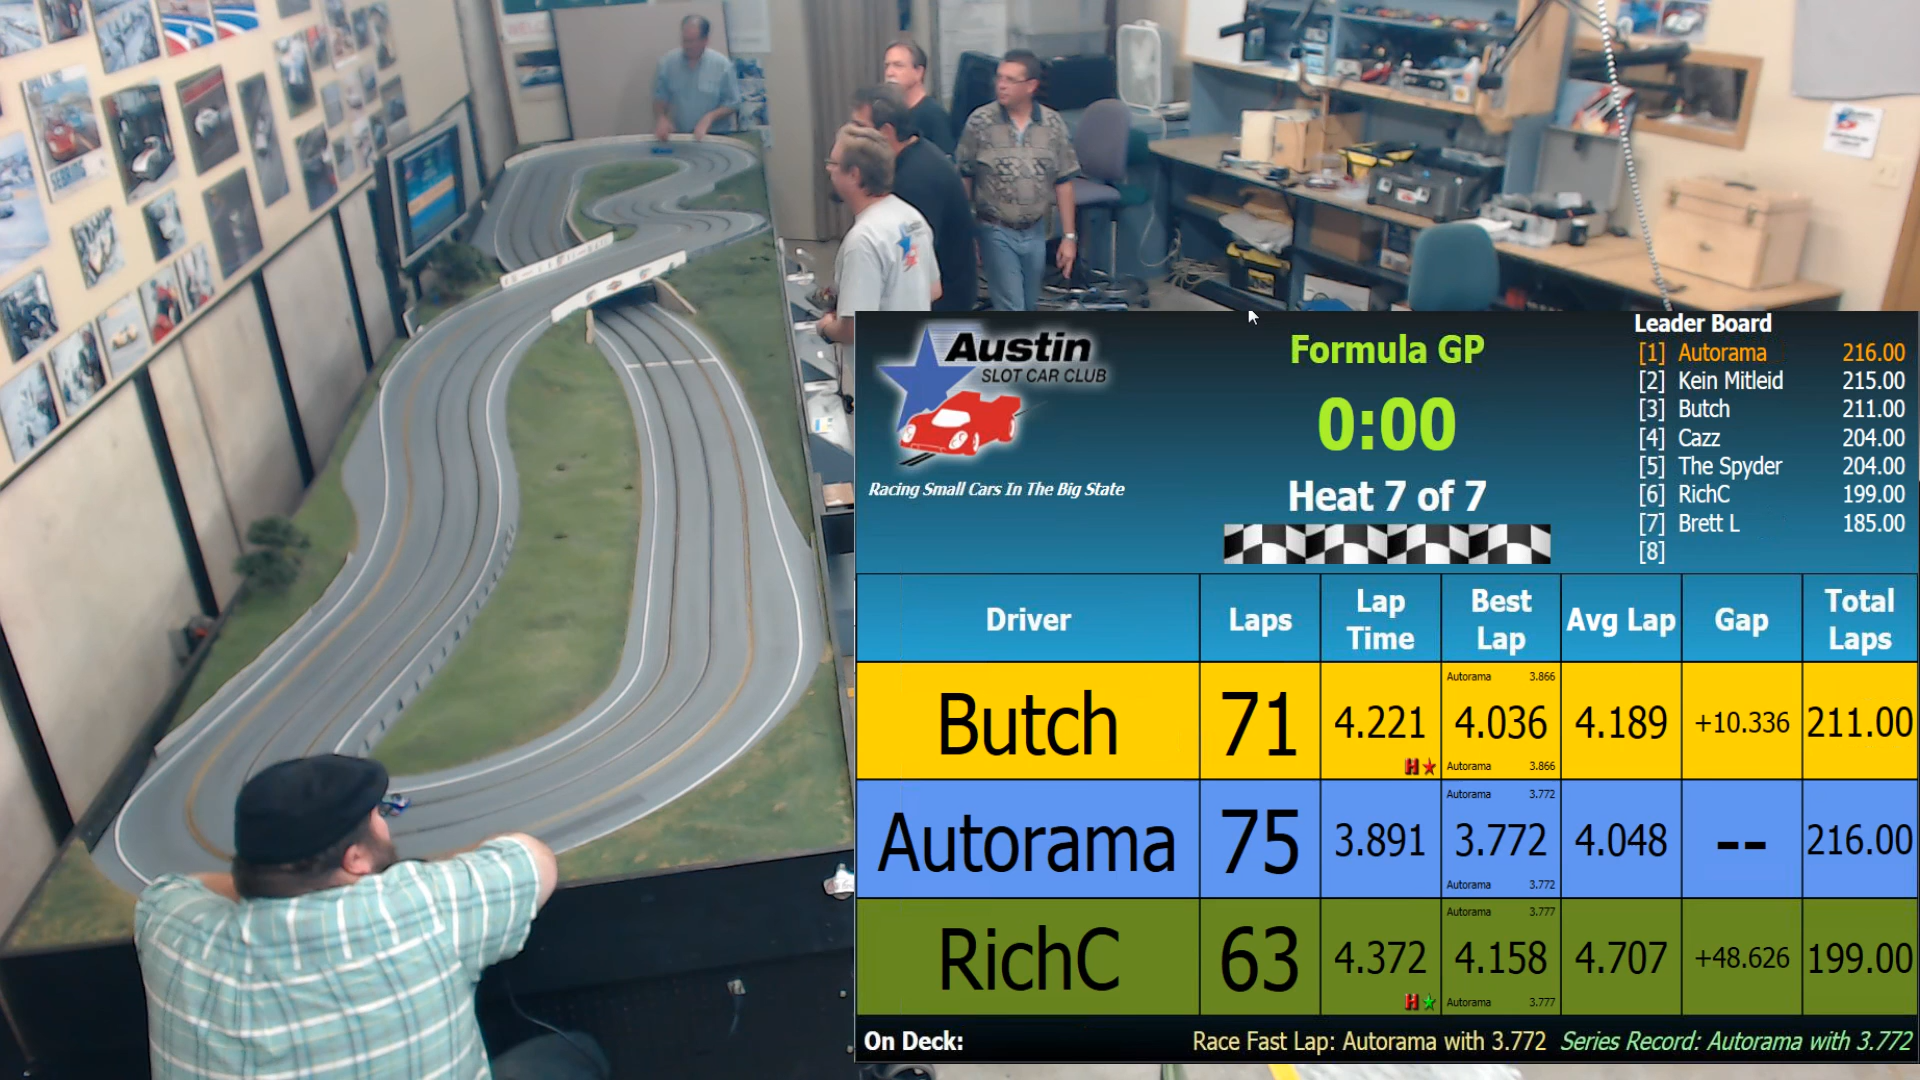 SEBRING
Austin
SLOT CAR CLUB
Racing Small Cars In The Big State
Formula GP
0:00
Heat 7 of 7
Leader Board
[1] Autorama 216.00
[2] Kein Mitleid 215.00
[3] Butch 211.00
[4] Cazz 204.00
[5] The Spyder 204.00
[6] RichC 199.00
[7] Brett L 185.00
[8]
Driver Laps Lap Time Best Lap Avg Lap Gap Total Laps
Autorama 3.866
Butch 71 4.221 4.036 4.189 +10.336 211.00
H Autorama 3.866
Autorama 3.772
Autorama 75 3.891 3.772 4.048 -- 216.00
Autorama 3.772
Autorama 3.777
RichC 63 4.372 4.158 4.707 +48.626 199.00
H Autorama 3.777
On Deck: Race Fast Lap: Autorama with 3.772 Series Record: Autorama with 3.772